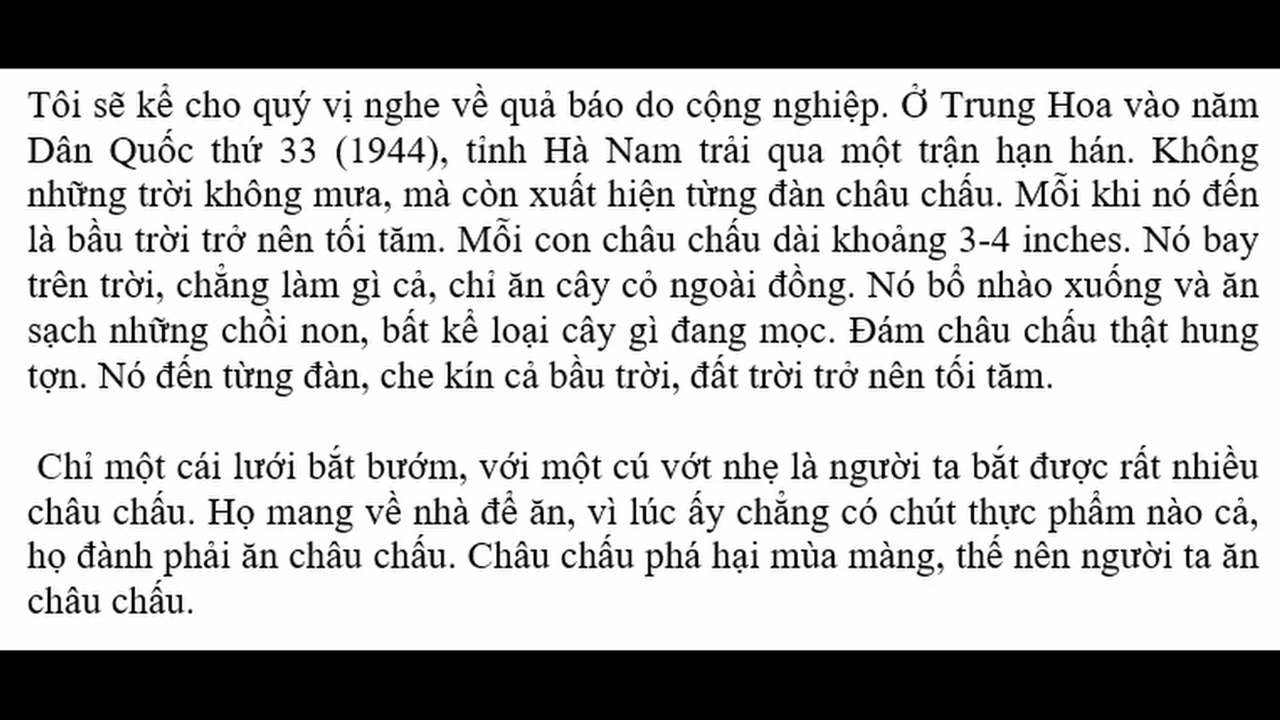 Tôi sẽ kể cho quý vị nghe về quả báo do cộng nghiệp. Ở Trung Hoa vào năm
Dân Quốc thứ 33 (1944), tỉnh Hà Nam trải qua một trận hạn hán. Không
những trời không mưa, mà còn xuất hiện từng đàn châu chấu. Mỗi khi nó đến
là bầu trời trở nên tối tăm. Mỗi con châu chấu dài khoảng 3-4 inches. Nó bay
trên trời, chẳng làm gì cả, chỉ ăn cây cỏ ngoài đồng. Nó bổ nhào xuống và ăn
sạch những chồi non, bất kể loại cây gì đang mọc. Đám châu chấu thật hung
tợn. Nó đến từng đàn, che kín cả bầu trời, đất trời trở nên tối tăm.
Chỉ một cái lưới bắt bướm, với một cú vớt nhẹ là người ta bắt được rất nhiều
châu chấu. Họ mang về nhà để ăn, vì lúc ấy chẳng có chút thực phẩm nào cả,
họ đành phải ăn châu chấu. Châu chấu phá hại mùa màng, thế nên người ta ăn
châu chấu.